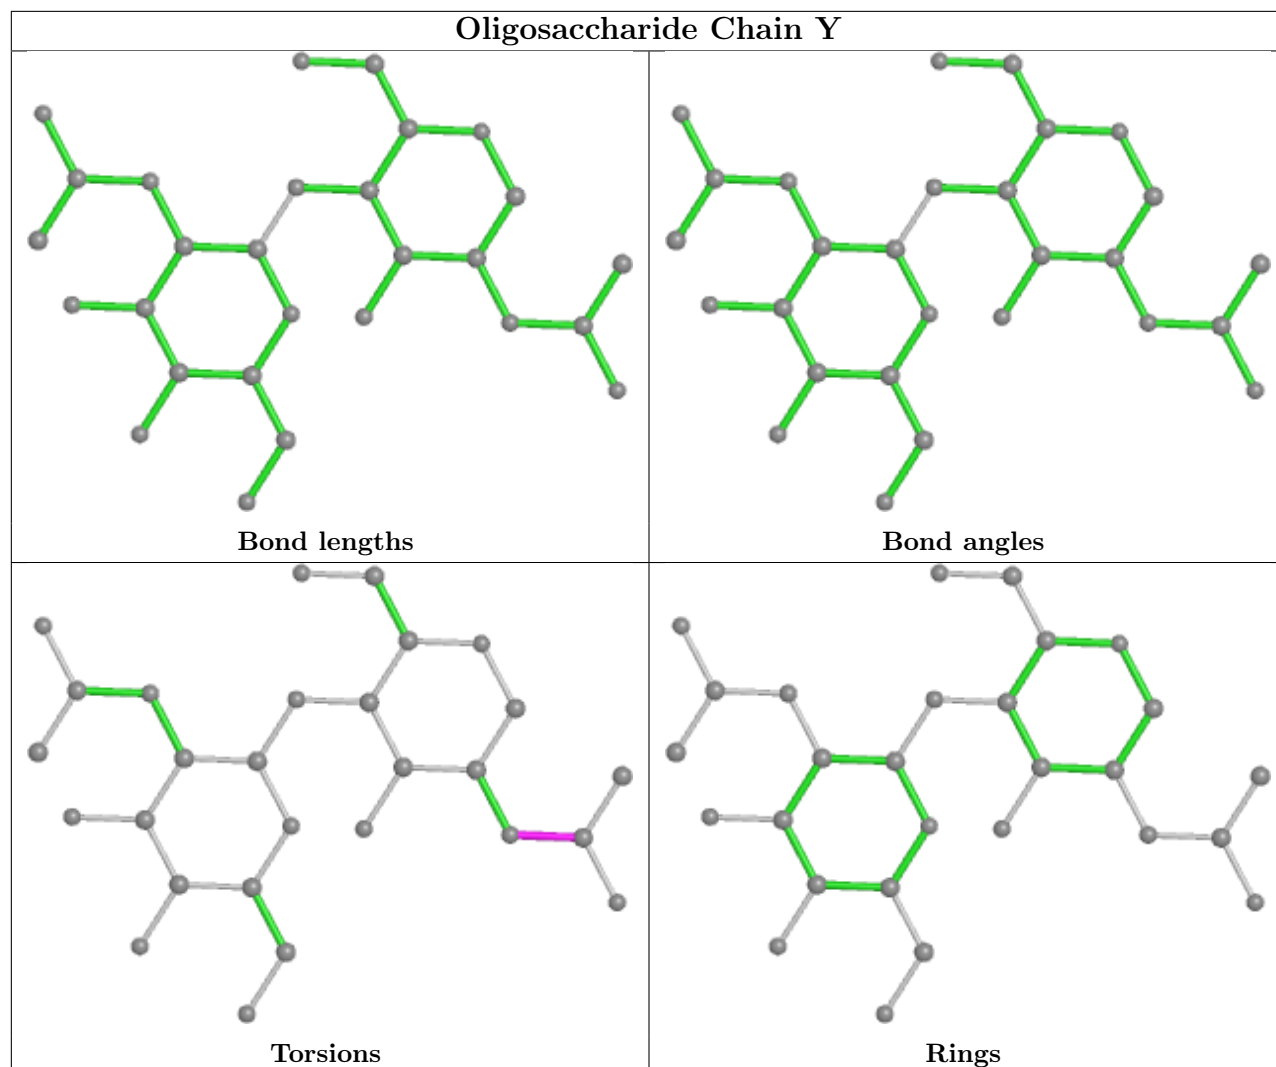 Oligosaccharide Chain Y
Bond lengths
Bond angles
Torsions
Rings